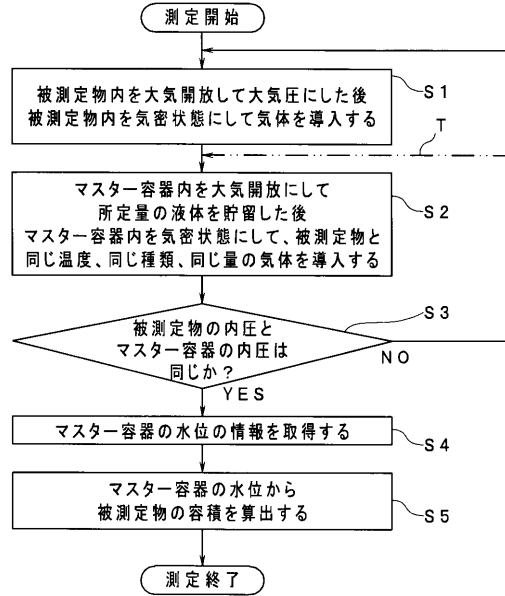 測定開始
被測定物内を大気開放して大気圧にした後
被測定物内を気密状態にして気体を導入する
S1
T
マスター容器内を大気開放にして
所定量の液体を貯留した後
マスター容器内を気密状態にして、被測定物と
同じ温度、同じ種類、同じ量の気体を導入する
S2
被測定物の内圧と
マスター容器の内圧は
同じか?
S3
NO
YES
マスター容器の水位の情報を取得する
S4
マスター容器の水位から
被測定物の容積を算出する
S5
測定終了